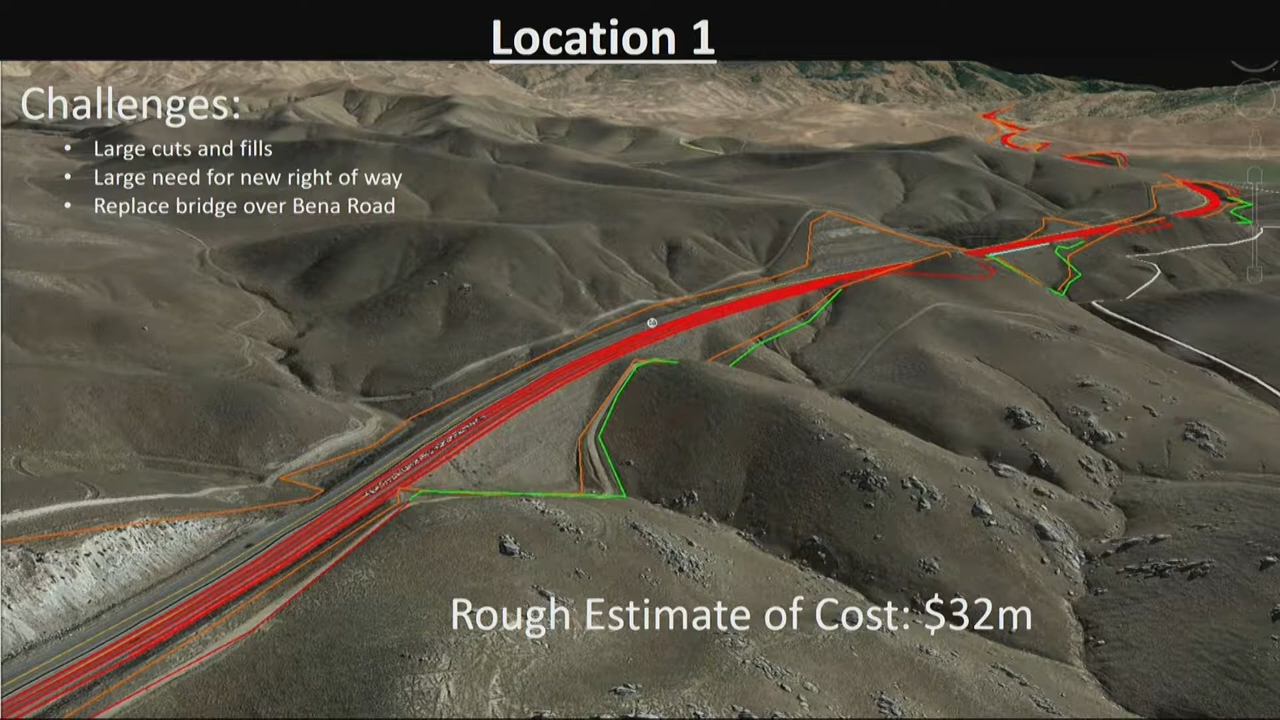 Location 1
Challenges:
• Large cuts and fills
• Large need for new right of way
• Replace bridge over Bena Road
Rough Estimate of Cost: $32m